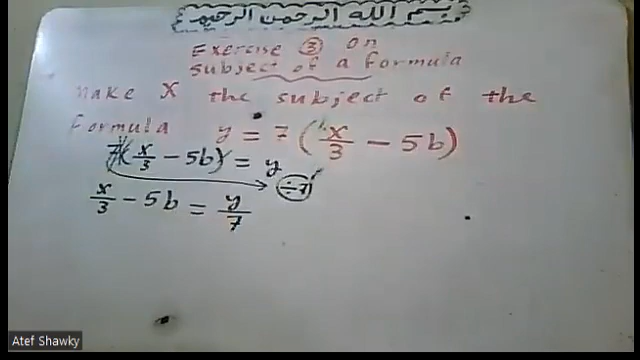 بسم الله الرحمن الرحيم
Exercise ③ on
Subject of a formula
Make X the subject of the
formula y = 7 ( x/3 − 5b )
7( x/3 − 5b ) = y
÷7
x/3 − 5b = y/7
Atef Shawky